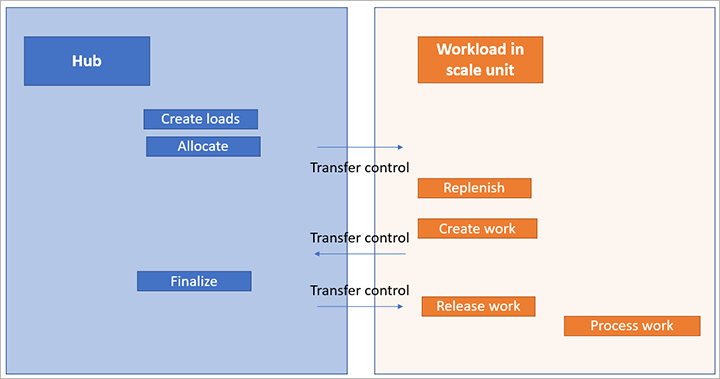 Hub
Workload in
scale unit
Create loads
Allocate
Transfer control
Replenish
Create work
Transfer control
Finalize
Transfer control
Release work
Process work